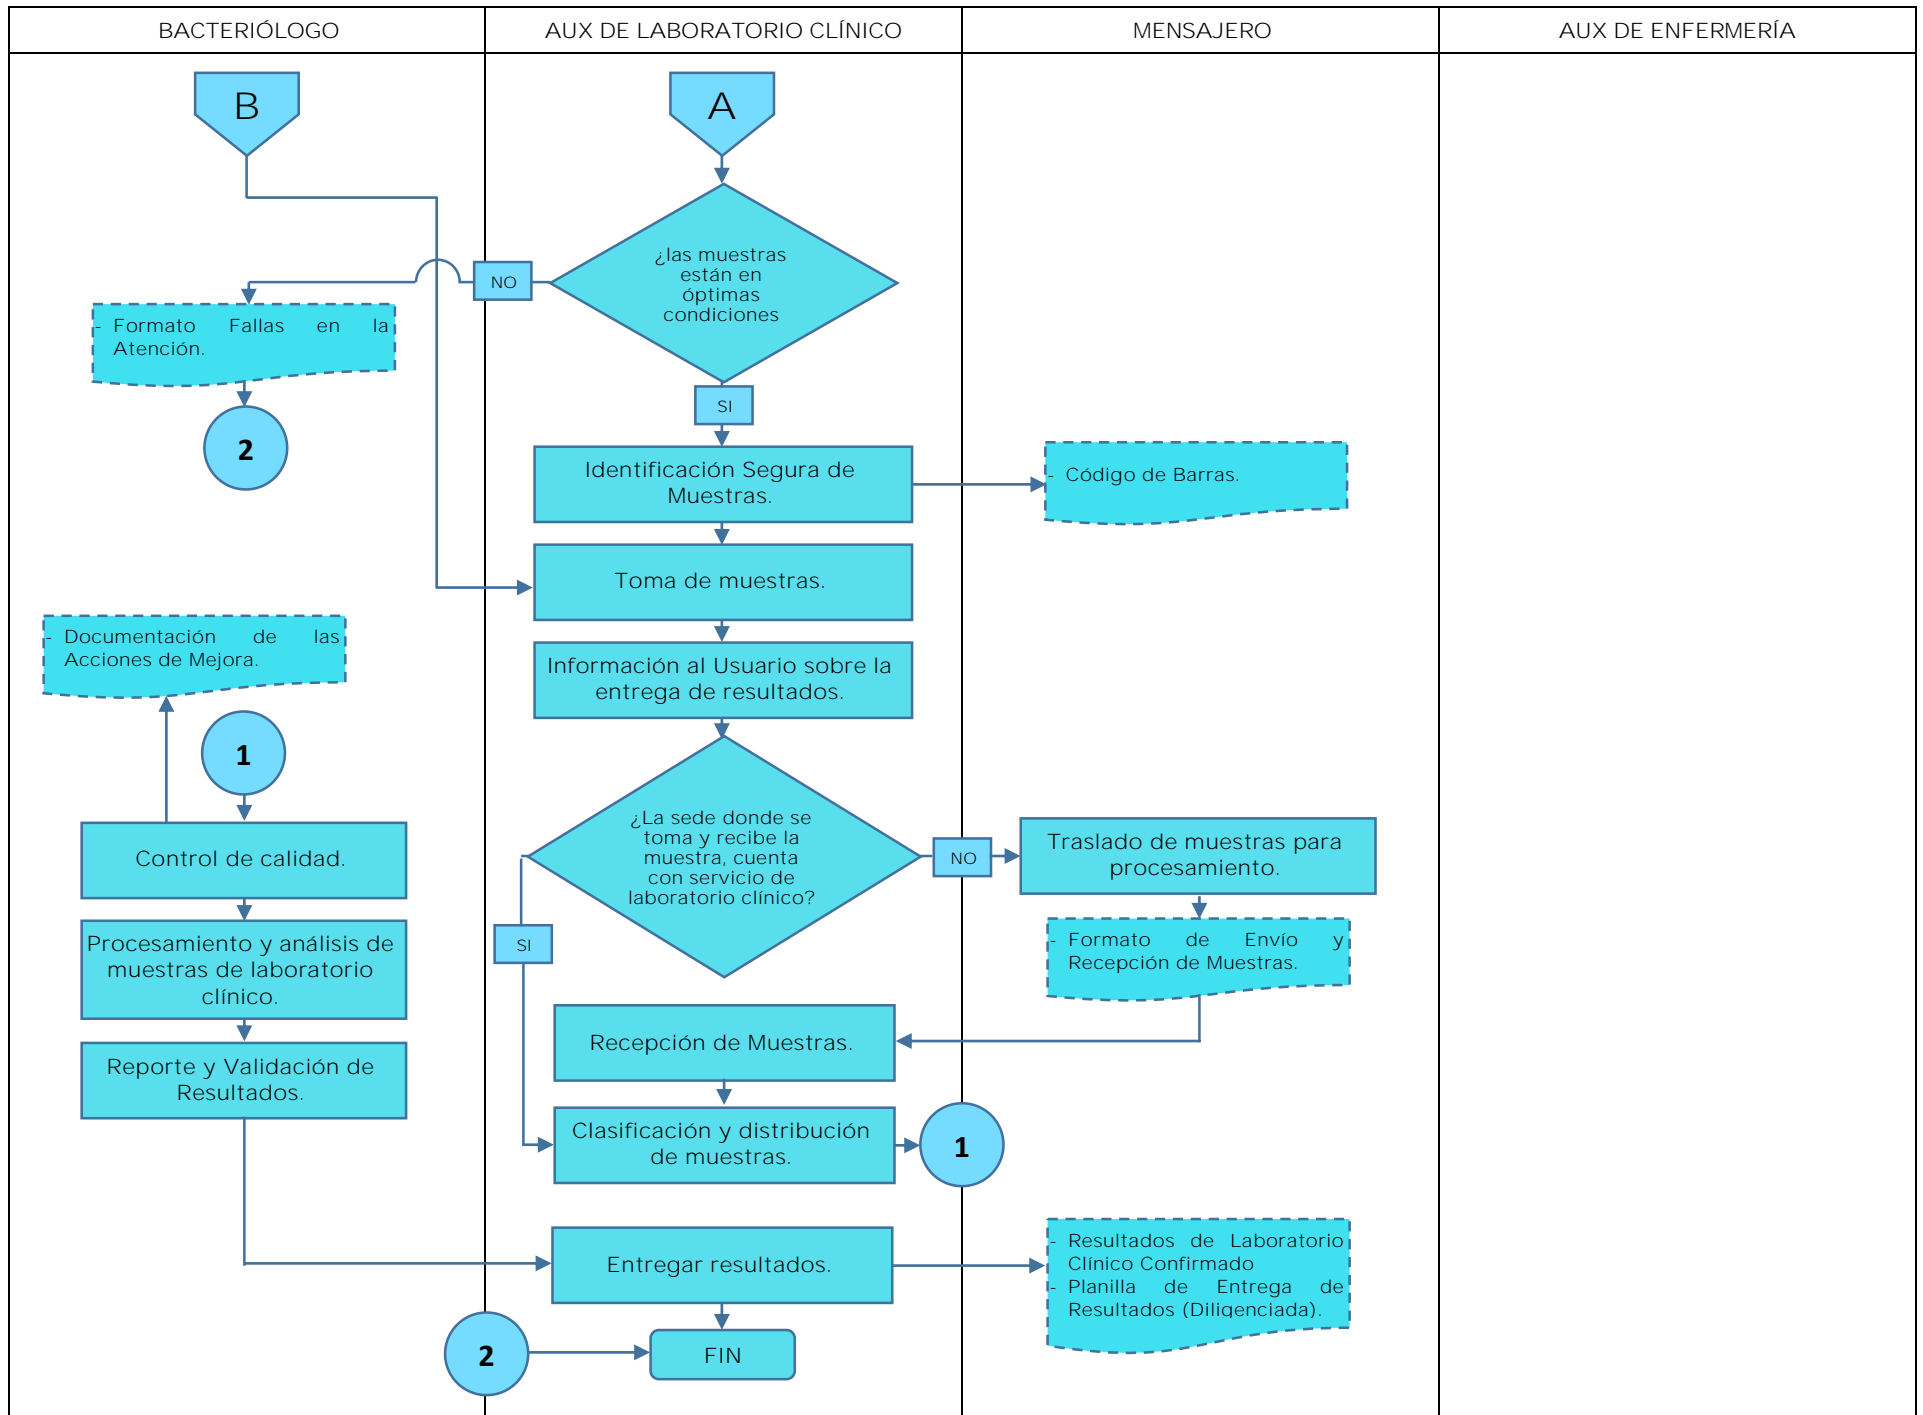 BACTERIÓLOGO
AUX DE LABORATORIO CLÍNICO
MENSAJERO
AUX DE ENFERMERÍA
B
A
¿las muestras
están en
óptimas
condiciones
NO
- Formato Fallas en la
Atención.
2
SI
Identificación Segura de
Muestras.
- Código de Barras.
Toma de muestras.
- Documentación de las
Acciones de Mejora.
Información al Usuario sobre la
entrega de resultados.
1
Control de calidad.
¿La sede donde se
toma y recibe la
muestra, cuenta
con servicio de
laboratorio clínico?
NO
Traslado de muestras para
procesamiento.
SI
Procesamiento y análisis de
muestras de laboratorio
clínico.
- Formato de Envío y
Recepción de Muestras.
Recepción de Muestras.
Reporte y Validación de
Resultados.
Clasificación y distribución
de muestras.
1
Entregar resultados.
- Resultados de Laboratorio
Clínico Confirmado
- Planilla de Entrega de
Resultados (Diligenciada).
2
FIN